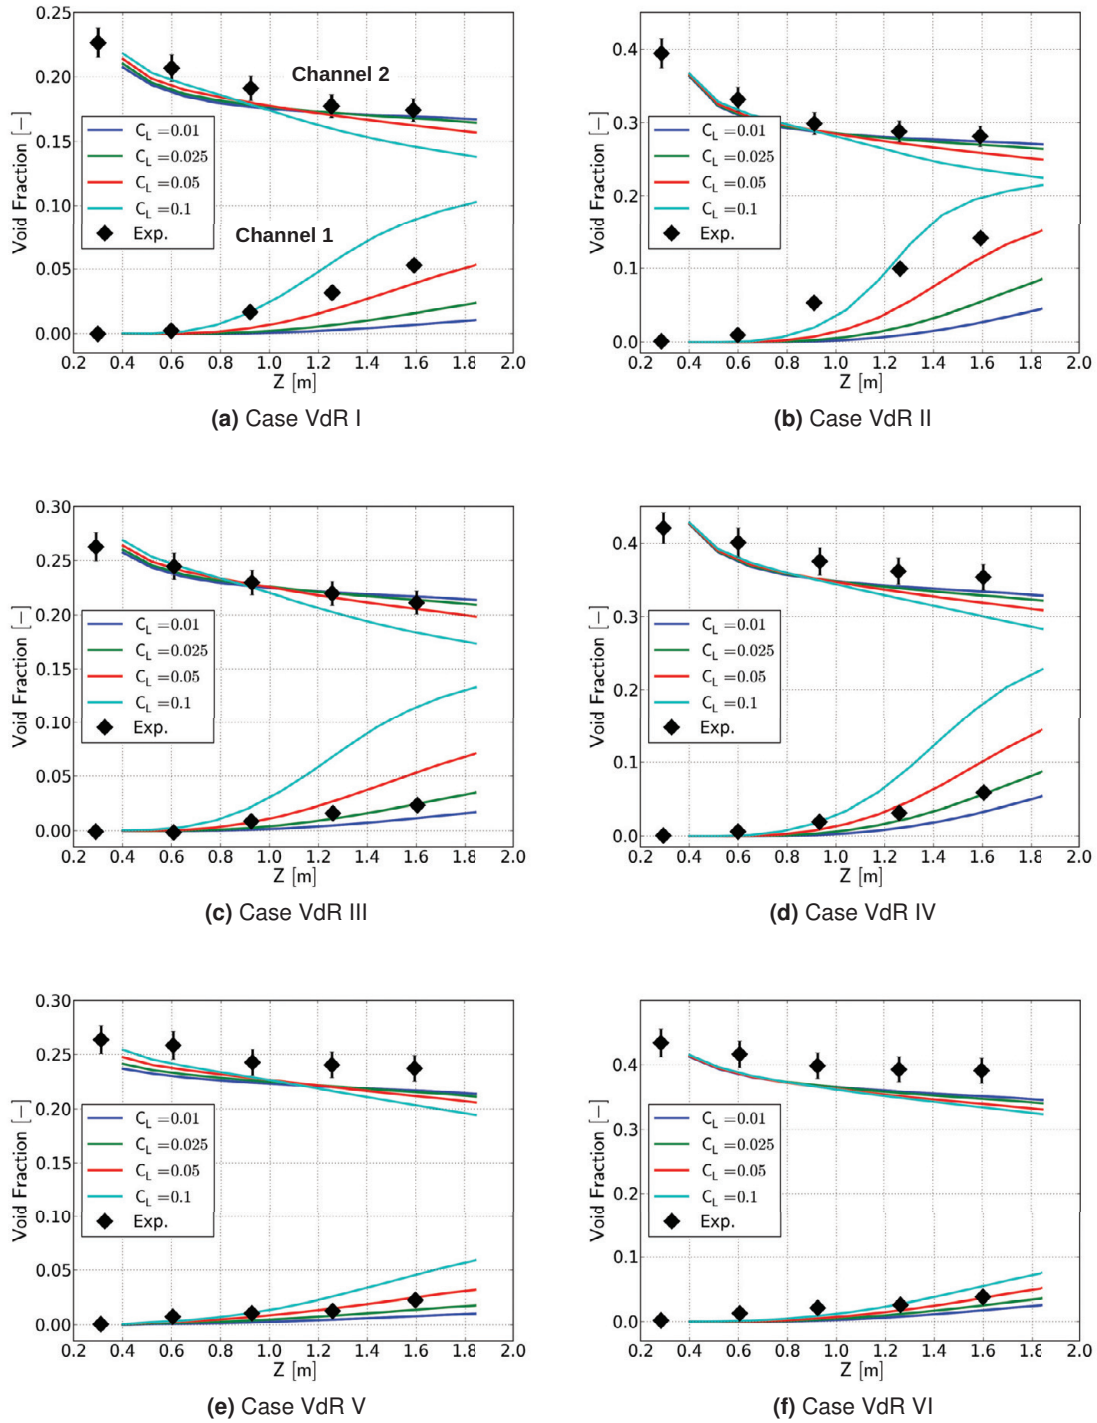 0.25
0.20
0.15
0.10
0.05
0.00
Void Fraction [−]
Channel 2
Channel 1
C_L =0.01
C_L =0.025
C_L =0.05
C_L =0.1
Exp.
0.2 0.4 0.6 0.8 1.0 1.2 1.4 1.6 1.8 2.0
Z [m]
(a) Case VdR I
0.4
0.3
0.2
0.1
0.0
Void Fraction [−]
C_L =0.01
C_L =0.025
C_L =0.05
C_L =0.1
Exp.
0.2 0.4 0.6 0.8 1.0 1.2 1.4 1.6 1.8 2.0
Z [m]
(b) Case VdR II
0.30
0.25
0.20
0.15
0.10
0.05
0.00
Void Fraction [−]
C_L =0.01
C_L =0.025
C_L =0.05
C_L =0.1
Exp.
0.2 0.4 0.6 0.8 1.0 1.2 1.4 1.6 1.8 2.0
Z [m]
(c) Case VdR III
0.4
0.3
0.2
0.1
0.0
Void Fraction [−]
C_L =0.01
C_L =0.025
C_L =0.05
C_L =0.1
Exp.
0.2 0.4 0.6 0.8 1.0 1.2 1.4 1.6 1.8 2.0
Z [m]
(d) Case VdR IV
0.30
0.25
0.20
0.15
0.10
0.05
0.00
Void Fraction [−]
C_L =0.01
C_L =0.025
C_L =0.05
C_L =0.1
Exp.
0.2 0.4 0.6 0.8 1.0 1.2 1.4 1.6 1.8 2.0
Z [m]
(e) Case VdR V
0.4
0.3
0.2
0.1
0.0
Void Fraction [−]
C_L =0.01
C_L =0.025
C_L =0.05
C_L =0.1
Exp.
0.2 0.4 0.6 0.8 1.0 1.2 1.4 1.6 1.8 2.0
Z [m]
(f) Case VdR VI